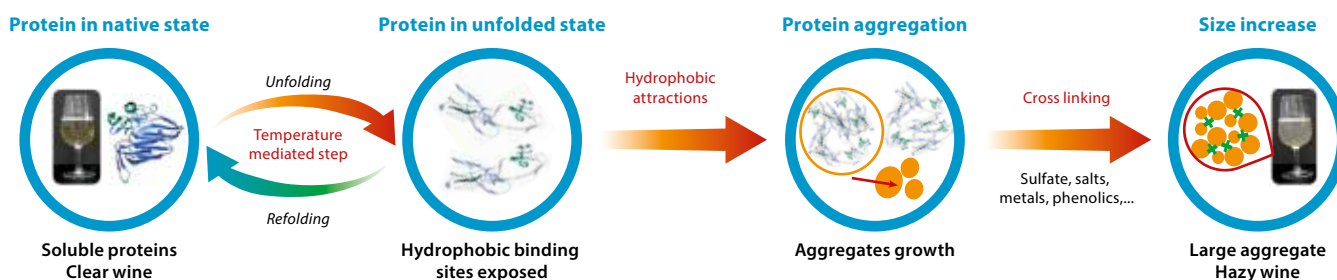 Protein in native state
Protein in unfolded state
Protein aggregation
Size increase
Unfolding
Temperature
mediated step
Refolding
Hydrophobic
attractions
Cross linking
Sulfate, salts,
metals, phenolics,...
Soluble proteins
Clear wine
Hydrophobic binding
sites exposed
Aggregates growth
Large aggregate
Hazy wine